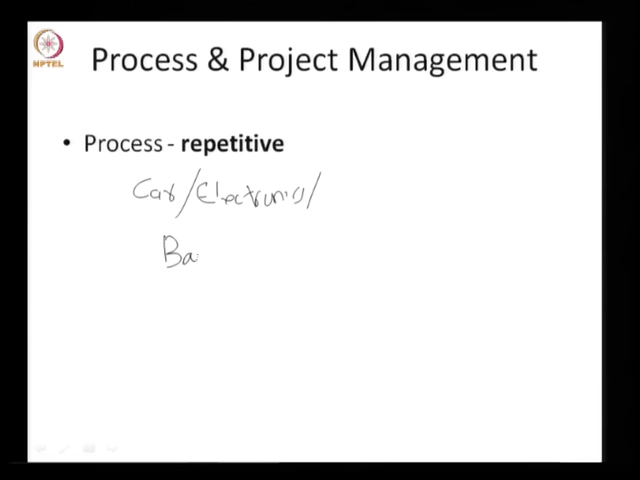 NPTEL
Process & Project Management
• Process - repetitive
Car/Electronics/
Ba